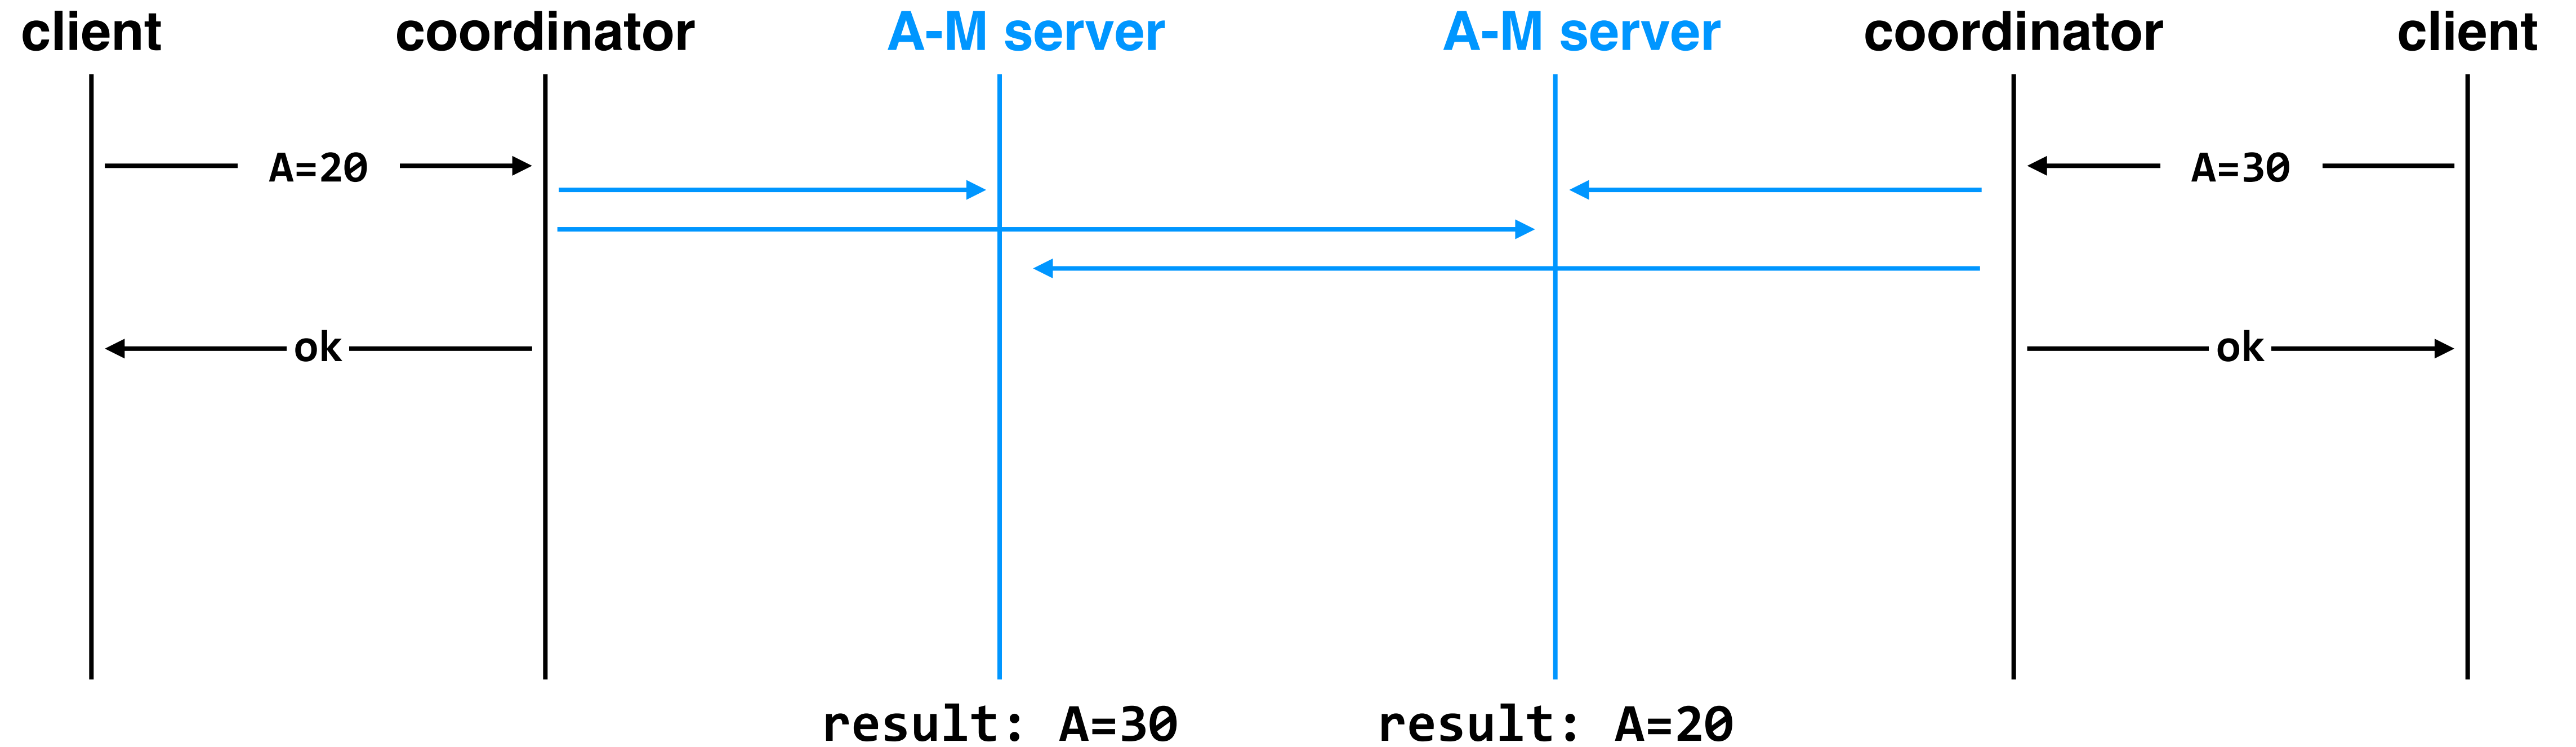 client coordinator A-M server A-M server coordinator client
A=20 A=30
ok ok
result: A=30 result: A=20